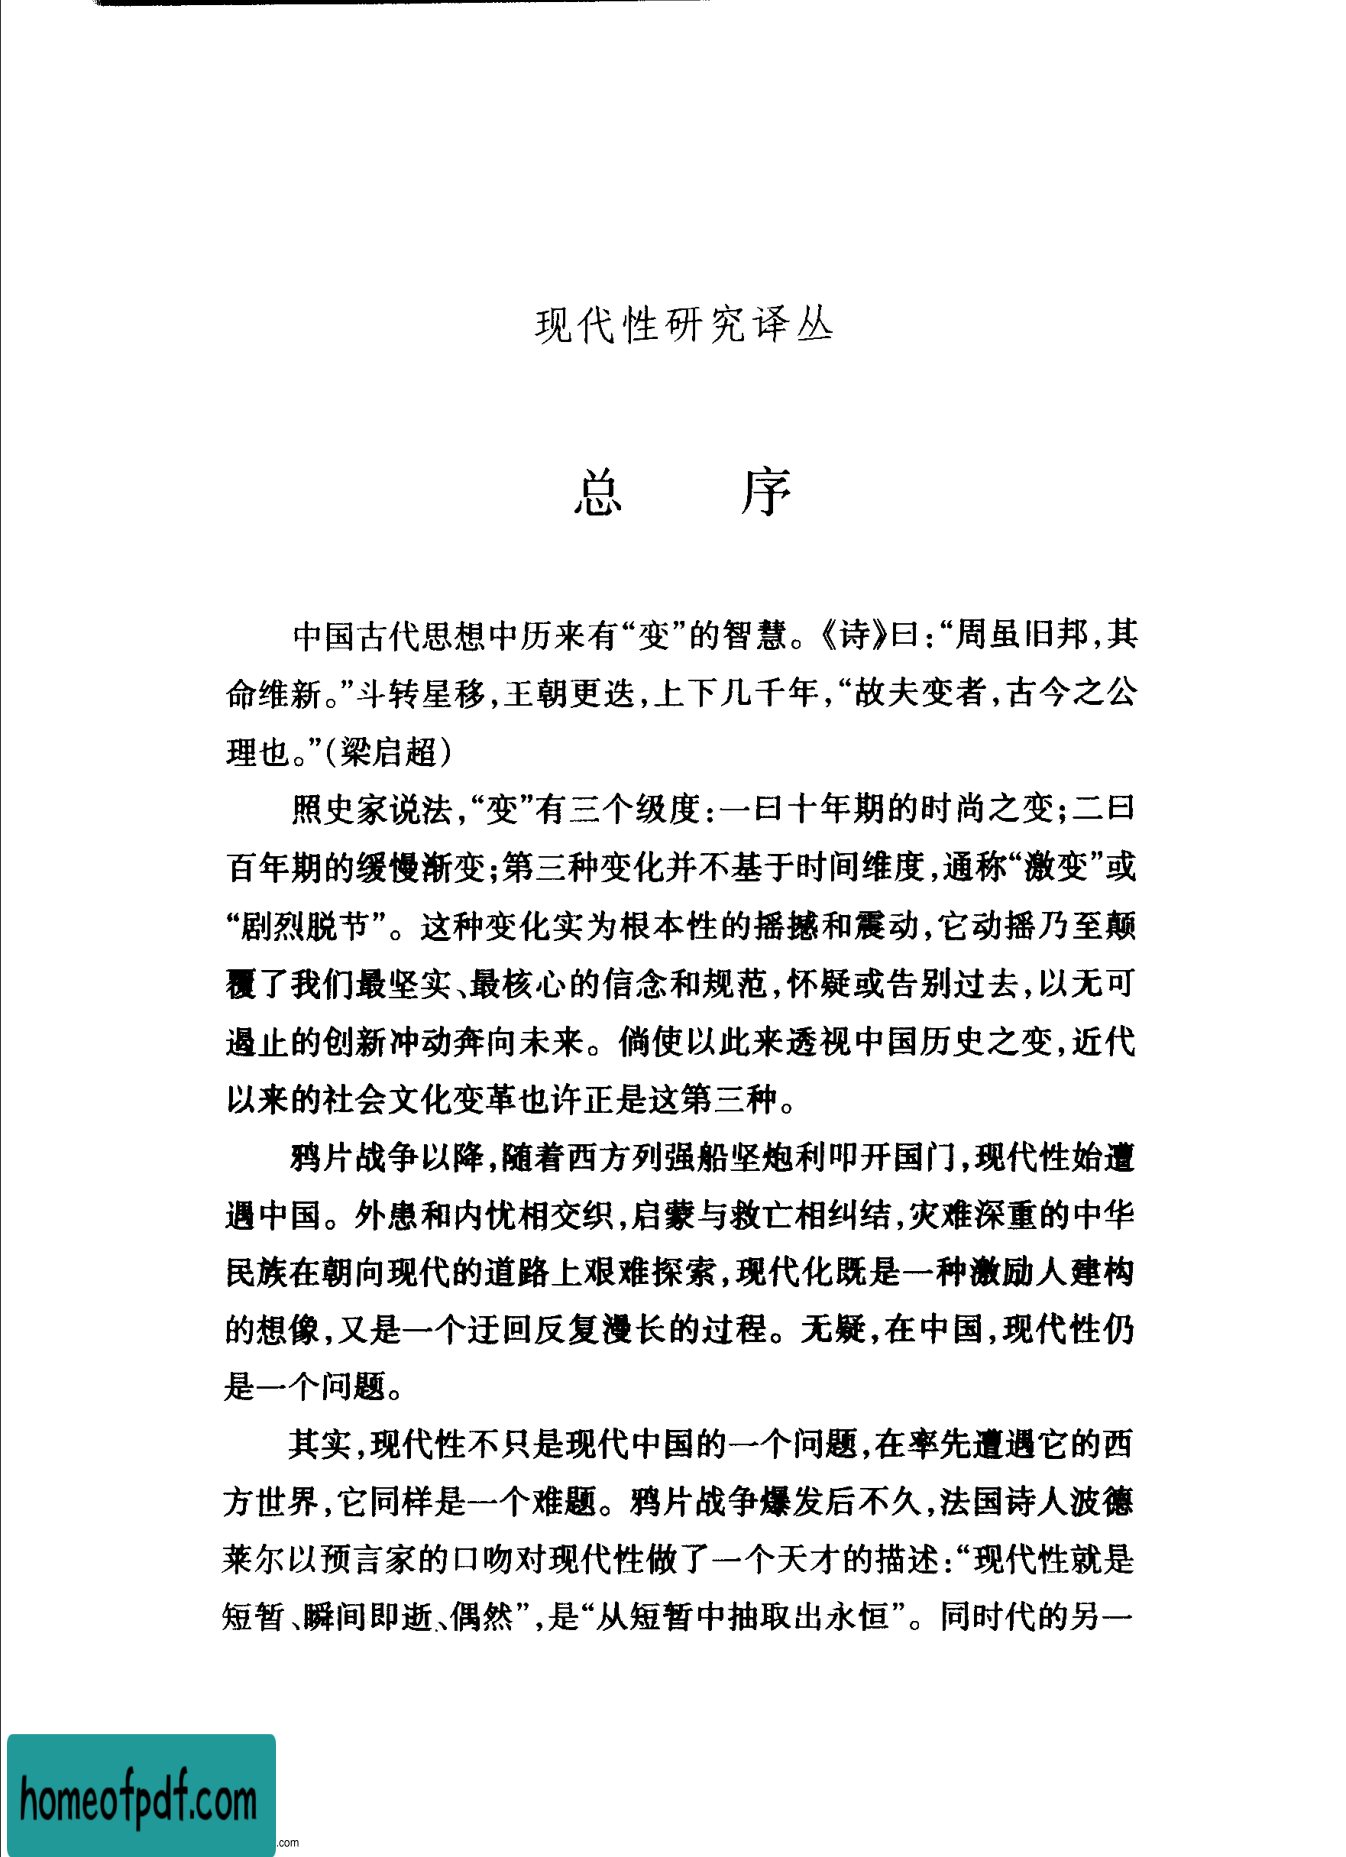 现代性研究译丛
总 序
中国古代思想中历来有“变”的智慧。《诗》曰：“周虽旧邦，其
命维新。”斗转星移，王朝更迭，上下几千年，“故夫变者，古今之公
理也。”（梁启超）
照史家说法，“变”有三个级度：一曰十年期的时尚之变；二曰
百年期的缓慢渐变；第三种变化并不基于时间维度，通称“激变”或
“剧烈脱节”。这种变化实为根本性的摇撼和震动，它动摇乃至颠
覆了我们最坚实、最核心的信念和规范，怀疑或告别过去，以无可
遏止的创新冲动奔向未来。倘使以此来透视中国历史之变，近代
以来的社会文化变革也许正是这第三种。
鸦片战争以降，随着西方列强船坚炮利叩开国门，现代性始遭
遇中国。外患和内忧相交织，启蒙与救亡相纠结，灾难深重的中华
民族在朝向现代的道路上艰难探索，现代化既是一种激励人建构
的想像，又是一个迂回反复漫长的过程。无疑，在中国，现代性仍
是一个问题。
其实，现代性不只是现代中国的一个问题，在率先遭遇它的西
方世界，它同样是一个难题。鸦片战争爆发后不久，法国诗人波德
莱尔以预言家的口吻对现代性做了一个天才的描述：“现代性就是
短暂、瞬间即逝、偶然”，是“从短暂中抽取出永恒”。同时代的另一
homeofpdf.com
.com